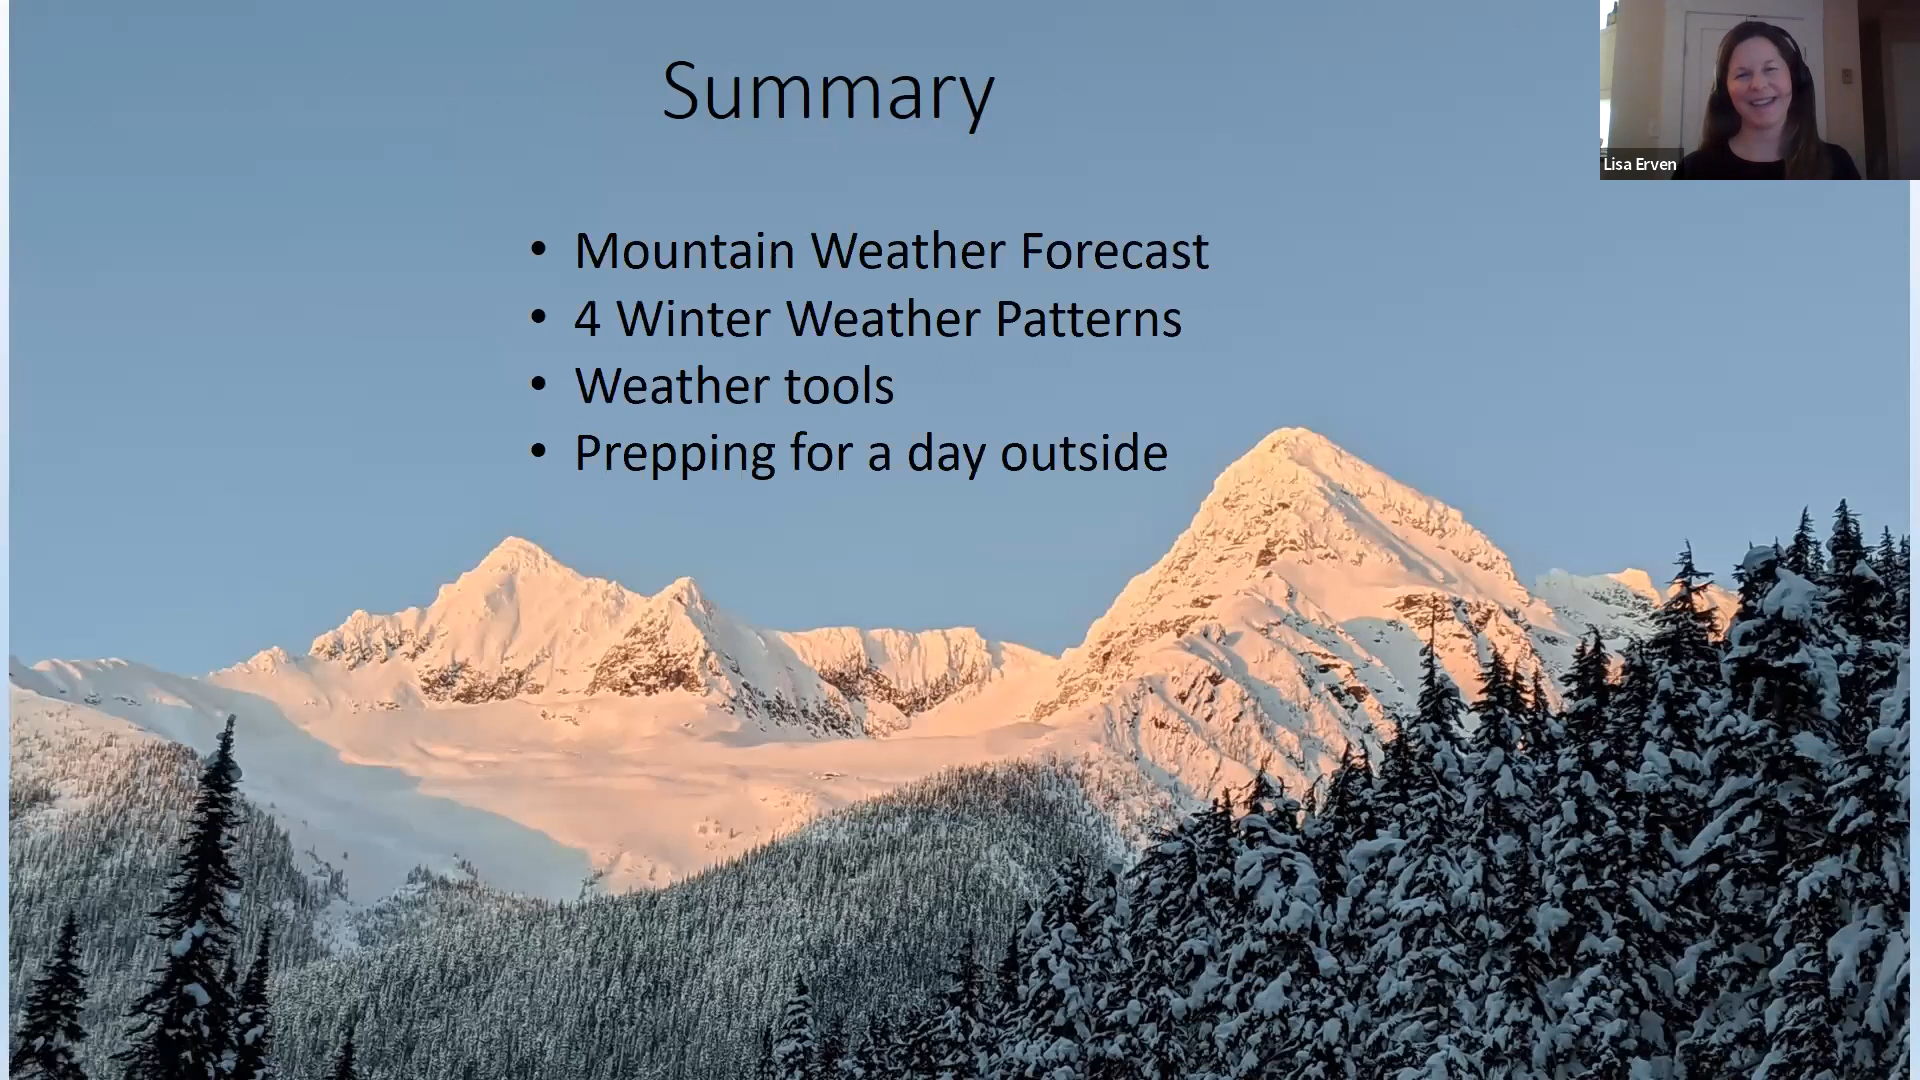 Summary
Lisa Erven
• Mountain Weather Forecast
• 4 Winter Weather Patterns
• Weather tools
• Prepping for a day outside